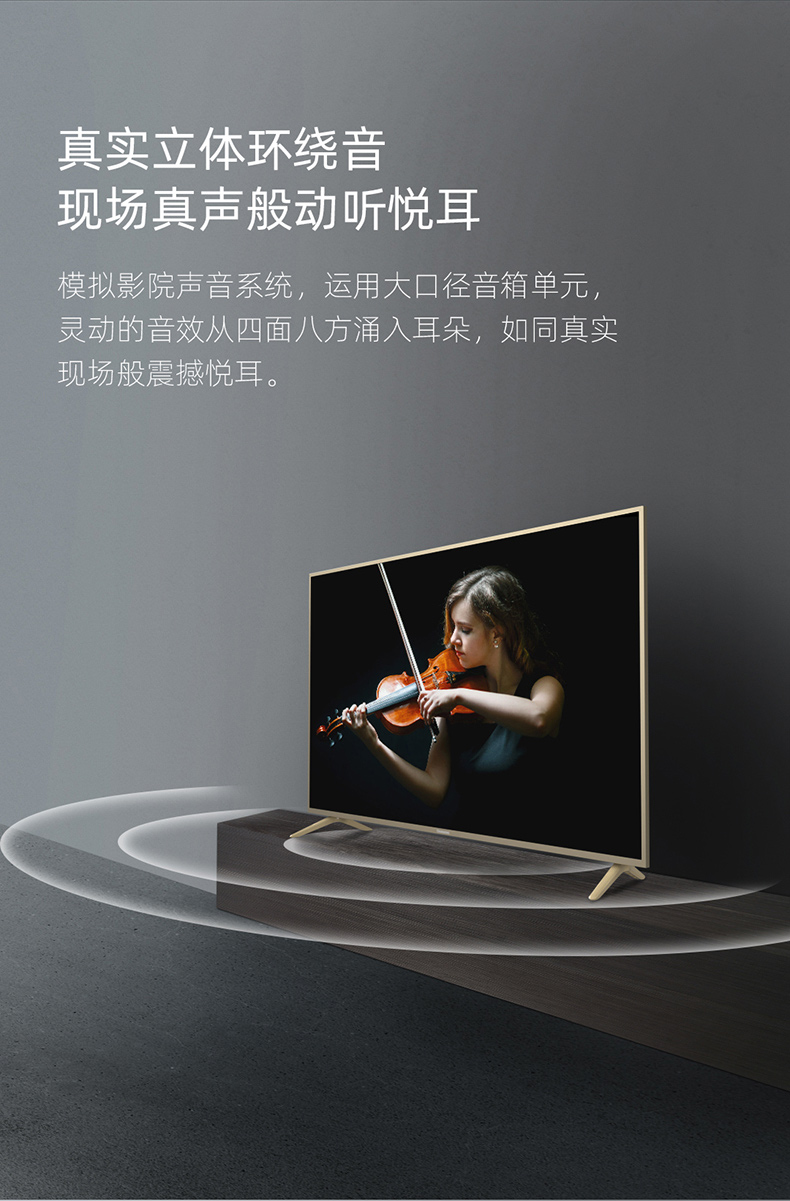 真实立体环绕音
现场真声般动听悦耳
模拟影院声音系统，运用大口径音箱单元，
灵动的音效从四面八方涌入耳朵，如同真实
现场般震撼悦耳。